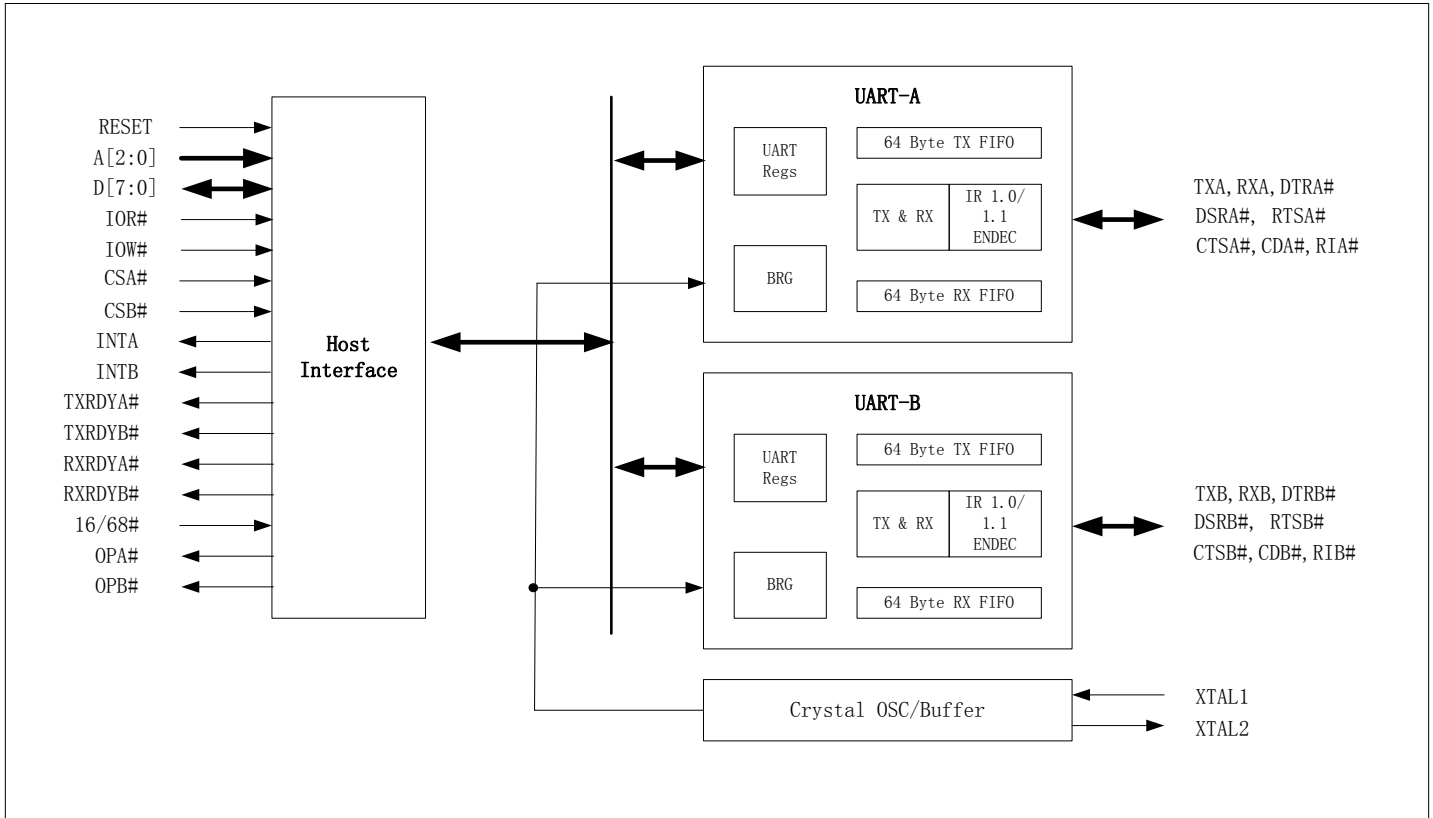 RESET
A[2:0]
D[7:0]
IOR#
IOW#
CSA#
CSB#
INTA
INTB
TXRDYA#
TXRDYB#
RXRDYA#
RXRDYB#
16/68#
OPA#
OPB#
Host
Interface
UART-A
UART
Regs
BRG
64 Byte TX FIFO
TX & RX
IR 1.0/
1.1
ENDEC
64 Byte RX FIFO
TXA, RXA, DTRA#
DSRA#, RTSA#
CTSA#, CDA#, RIA#
UART-B
UART
Regs
BRG
64 Byte TX FIFO
TX & RX
IR 1.0/
1.1
ENDEC
64 Byte RX FIFO
TXB, RXB, DTRB#
DSRB#, RTSB#
CTSB#, CDB#, RIB#
Crystal OSC/Buffer
XTAL1
XTAL2